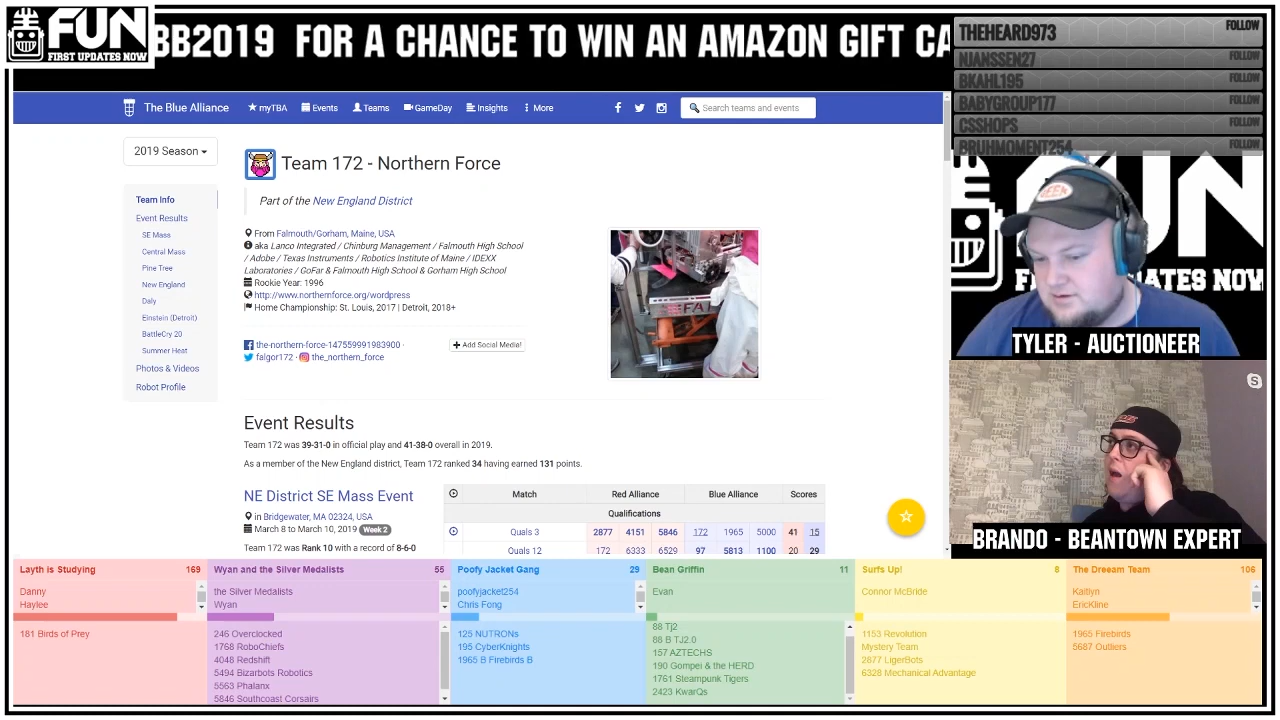 FUN
FIRST UPDATES NOW
BB2019 FOR A CHANCE TO WIN AN AMAZON GIFT CA
THEHEARD973 FOLLOW
NJANSSEN27 FOLLOW
BKAHL195 FOLLOW
BABYGROUP177 FOLLOW
CSSHOPS FOLLOW
BRUHMOMENT254 FOLLOW
The Blue Alliance
myTBA
Events
Teams
GameDay
Insights
More
Search teams and events
2019 Season
Team Info
Event Results
SE Mass
Central Mass
Pine Tree
New England
Daly
Einstein (Detroit)
BattleCry 20
Summer Heat
Photos & Videos
Robot Profile
Team 172 - Northern Force
Part of the New England District
From Falmouth/Gorham, Maine, USA
aka Lanco Integrated / Chinburg Management / Falmouth High School
/ Adobe / Texas Instruments / Robotics Institute of Maine / IDEXX
Laboratories / GoFar & Falmouth High School & Gorham High School
Rookie Year: 1996
http://www.northernforce.org/wordpress
Home Championship: St. Louis, 2017 | Detroit, 2018+
the-northern-force-147559991983900 ·
falgor172 · the_northern_force
+ Add Social Media!
Event Results
Team 172 was 39-31-0 in official play and 41-38-0 overall in 2019.
As a member of the New England district, Team 172 ranked 34 having earned 131 points.
NE District SE Mass Event
in Bridgewater, MA 02324, USA
March 8 to March 10, 2019 Week 2
Team 172 was Rank 10 with a record of 8-6-0
Match Red Alliance Blue Alliance Scores
Qualifications
Quals 3 2877 4151 5846 172 1965 5000 41 15
Quals 12 172 6333 6529 97 5813 1100 20 29
TYLER - AUCTIONEER
BRANDO - BEANTOWN EXPERT
Layth is Studying 169
Danny
Haylee
181 Birds of Prey
Wyan and the Silver Medalists 55
the Silver Medalists
Wyan
246 Overclocked
1768 RoboChiefs
4048 Redshift
5494 Bizarbots Robotics
5563 Phalanx
5846 Southcoast Corsairs
Poofy Jacket Gang 29
poofyjacket254
Chris Fong
125 NUTRONs
195 CyberKnights
1965 B Firebirds B
Bean Griffin 11
Evan
88 Tj2
88 B TJ2.0
157 AZTECHS
190 Gompei & the HERD
1761 Steampunk Tigers
2423 KwarQs
Surfs Up! 8
Connor McBride
1153 Revolution
Mystery Team
2877 LigerBots
6328 Mechanical Advantage
The Dreeam Team 106
Kaitlyn
EricKline
1965 Firebirds
5687 Outliers